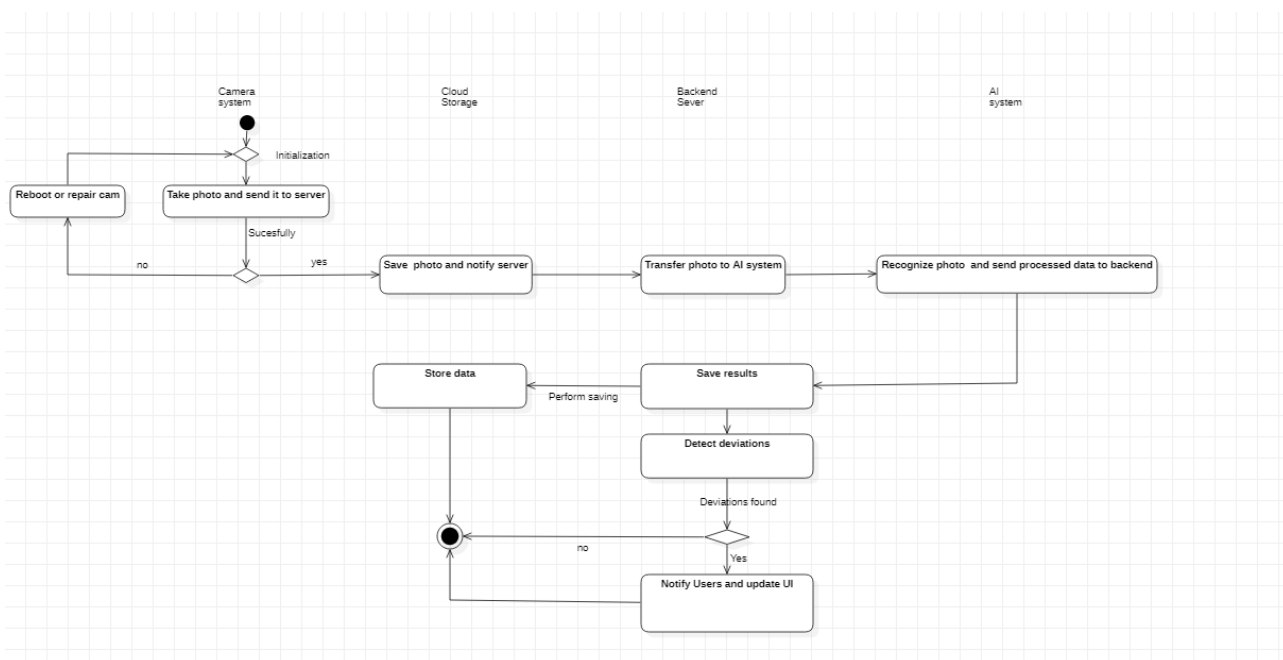 Camera
system
Cloud
Storage
Backend
Sever
AI
system
Initialization
Reboot or repair cam
Take photo and send it to server
Sucesfully
no
yes
Save  photo and notify server
Transfer photo to AI system
Recognize photo  and send processed data to backend
Store data
Perform saving
Save results
Detect deviations
Deviations found
no
Yes
Notify Users and update UI